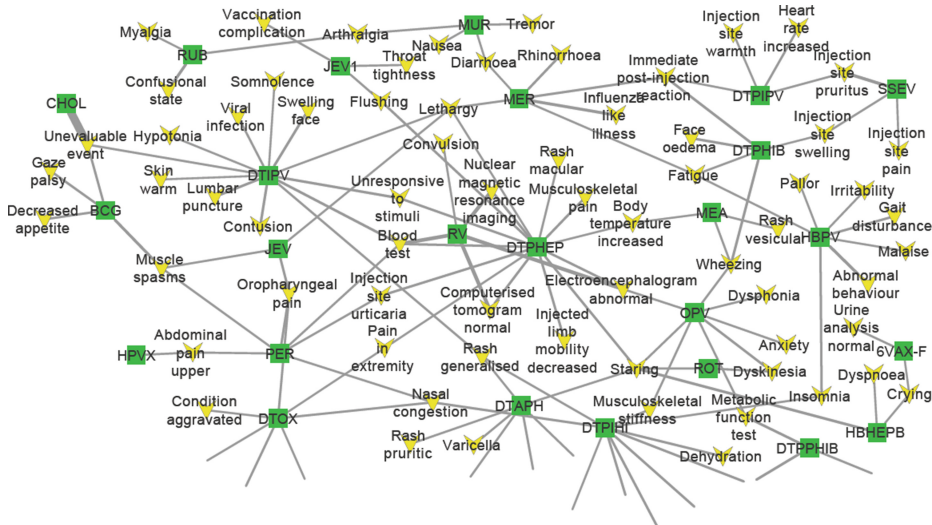 Vaccination
complication
Myalgia
Arthralgia
MUR
Tremor
Injection
site
warmth
Heart
rate
increased
RUB
JEV1
Throat
tightness
Nausea
Diarrhoea
Rhinorrhoea
Immediate
post-injection
reaction
Injection
site
pruritus
Confusional
state
Somnolence
Flushing
Lethargy
MER
Influenza
like
illness
DTPIPV
SSEV
CHOL
Viral
infection
Swelling
face
Unevaluable
event
Hypotonia
Convulsion
Face
oedema
DTPHIB
Injection
site
swelling
Injection
site
pain
Gaze
palsy
Skin
warm
DTIPV
Lumbar
puncture
Unresponsive
to
stimuli
Nuclear
magnetic
resonance
imaging
Rash
macular
Musculoskeletal
pain
Fatigue
Pallor
Irritability
Decreased
appetite
BCG
Contusion
Blood
test
RV
DTPHEP
Body
temperature
increased
MEA
Rash
vesicular
HBPV
Gait
disturbance
Malaise
Muscle
spasms
JEV
Oropharyngeal
pain
Injection
site
urticaria
Computerised
tomogram
normal
Electroencephalogram
abnormal
Wheezing
Abnormal
behaviour
Dysphonia
Injected
limb
mobility
decreased
OPV
Urine
analysis
normal
HPVX
Abdominal
pain
upper
PER
Pain
in
extremity
Rash
generalised
Staring
ROT
Anxiety
Dyskinesia
6VAX-F
Dyspnoea
Crying
Condition
aggravated
DTOX
Nasal
congestion
DTAPH
Musculoskeletal
stiffness
Metabolic
function
test
Insomnia
Rash
pruritic
Varicella
DTPIHI
Dehydration
DTPPHIB
HBHEPB